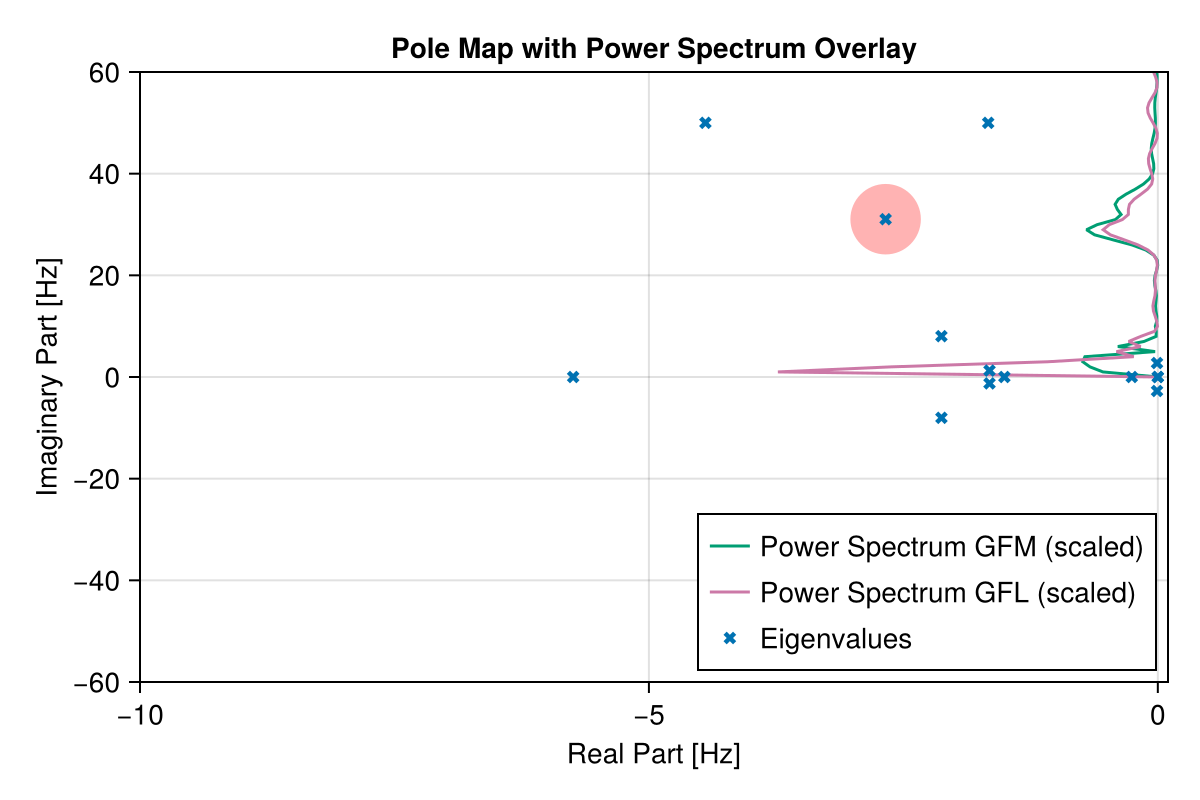 Pole Map with Power Spectrum Overlay
60
40
20
0
−20
−40
−60
Imaginary Part [Hz]
Power Spectrum GFM (scaled)
Power Spectrum GFL (scaled)
Eigenvalues
−10
−5
0
Real Part [Hz]